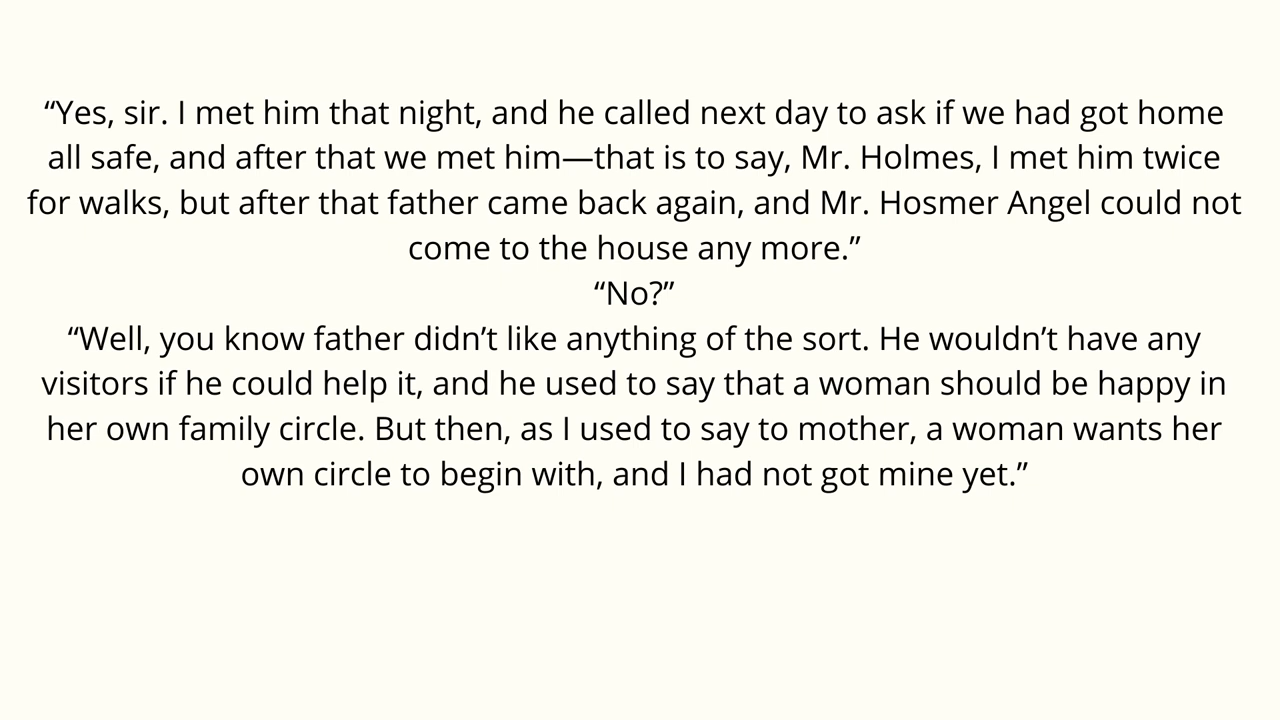 “Yes, sir. I met him that night, and he called next day to ask if we had got home
all safe, and after that we met him—that is to say, Mr. Holmes, I met him twice
for walks, but after that father came back again, and Mr. Hosmer Angel could not
come to the house any more.”
“No?”
“Well, you know father didn’t like anything of the sort. He wouldn’t have any
visitors if he could help it, and he used to say that a woman should be happy in
her own family circle. But then, as I used to say to mother, a woman wants her
own circle to begin with, and I had not got mine yet.”